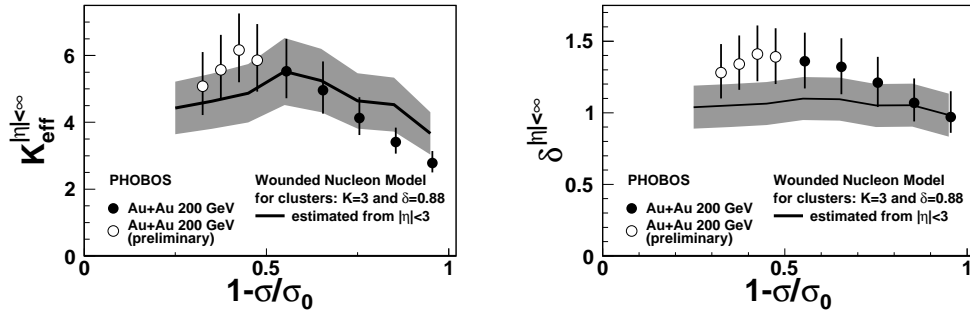 K_eff^|η|<∞
6
4
2
0
PHOBOS
Au+Au 200 GeV
Au+Au 200 GeV
(preliminary)
Wounded Nucleon Model
for clusters: K=3 and δ=0.88
estimated from |η|<3
0
0.5
1
1-σ/σ₀
δ^|η|<∞
1.5
1.0
0.5
0
PHOBOS
Au+Au 200 GeV
Au+Au 200 GeV
(preliminary)
Wounded Nucleon Model
for clusters: K=3 and δ=0.88
estimated from |η|<3
0
0.5
1
1-σ/σ₀